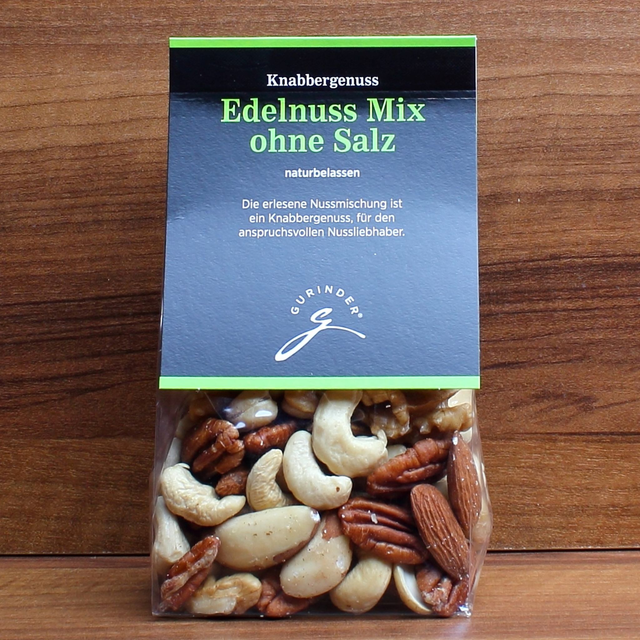 Knabbergenuss
Edelnuss Mix
ohne Salz
naturbelassen
Die erlesene Nussmischung ist
ein Knabbergenuss, für den
anspruchsvollen Nussliebhaber.
GURINDER®